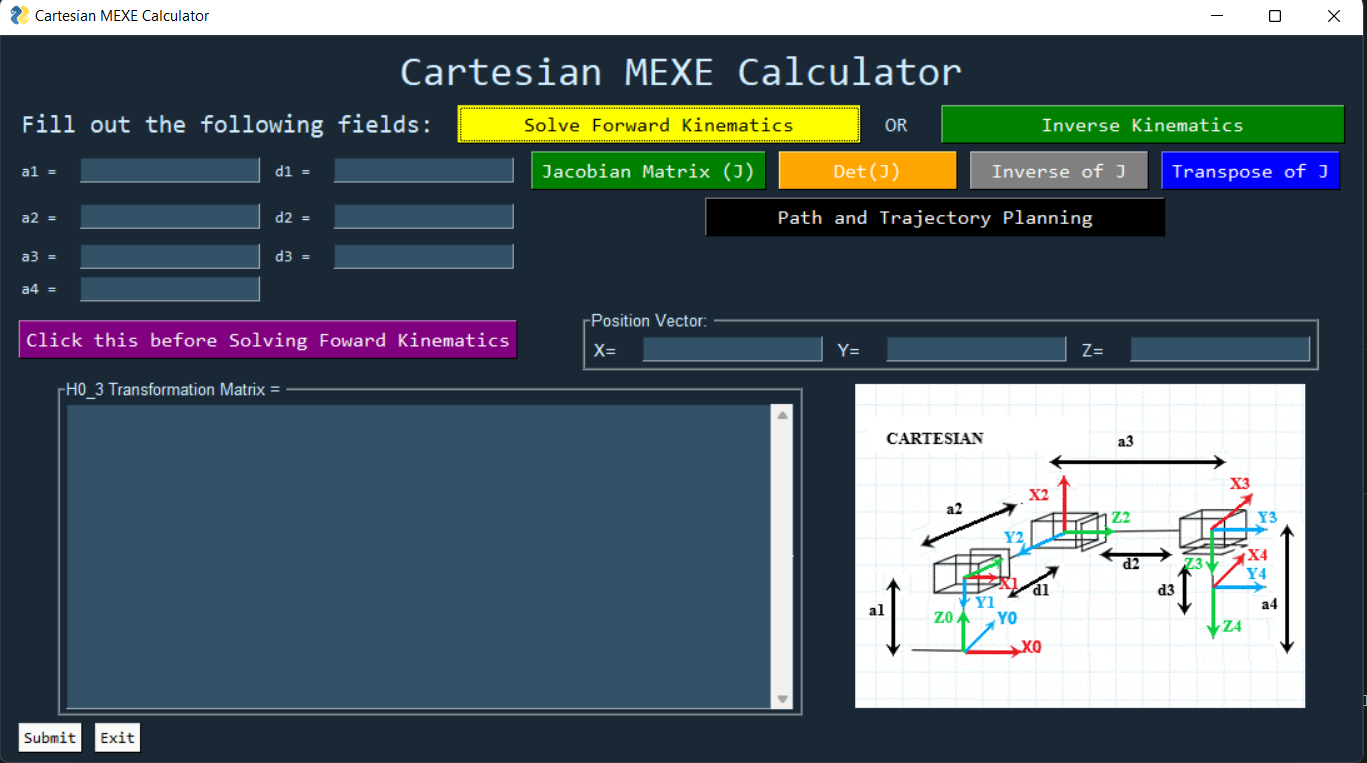 Cartesian MEXE Calculator
Cartesian MEXE Calculator
Fill out the following fields: Solve Forward Kinematics OR Inverse Kinematics
a1 = d1 = Jacobian Matrix (J) Det(J) Inverse of J Transpose of J
a2 = d2 = Path and Trajectory Planning
a3 = d3 =
a4 =
Click this before Solving Foward Kinematics
Position Vector:
X= Y= Z=
H0_3 Transformation Matrix =
CARTESIAN
a3
X2
X3
a2
Z2
Y3
Y2
d2
Z3
X4
X1
d1
Y4
d3
a1
Y1
a4
Z0
Y0
Z4
X0
Submit Exit